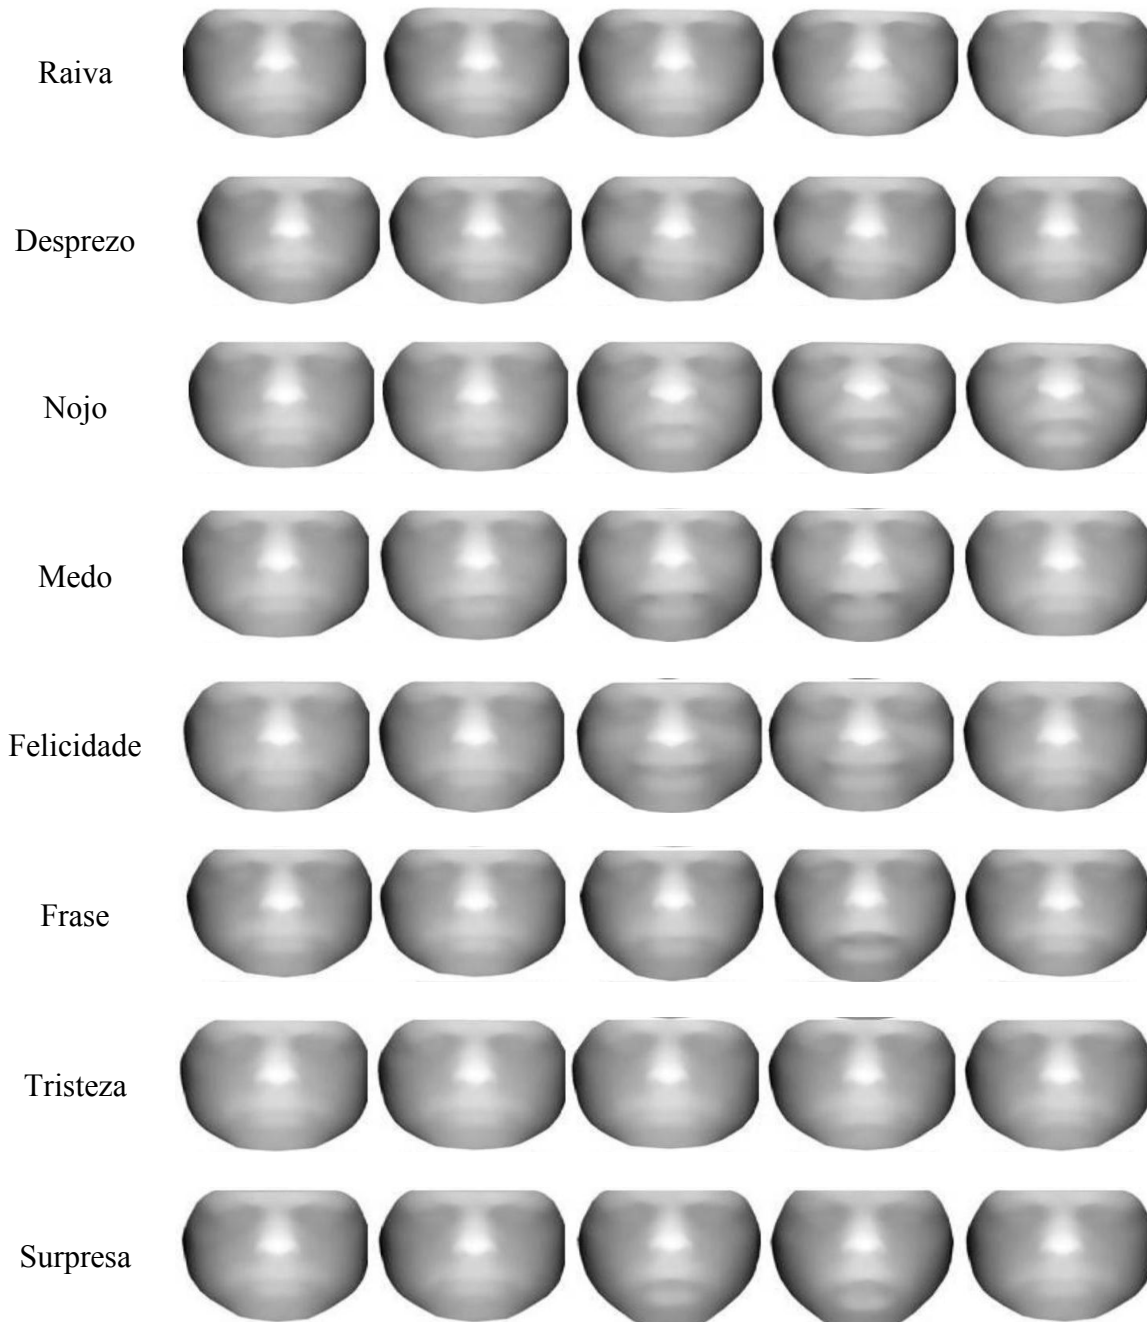 Raiva
Desprezo
Nojo
Medo
Felicidade
Frase
Tristeza
Surpresa